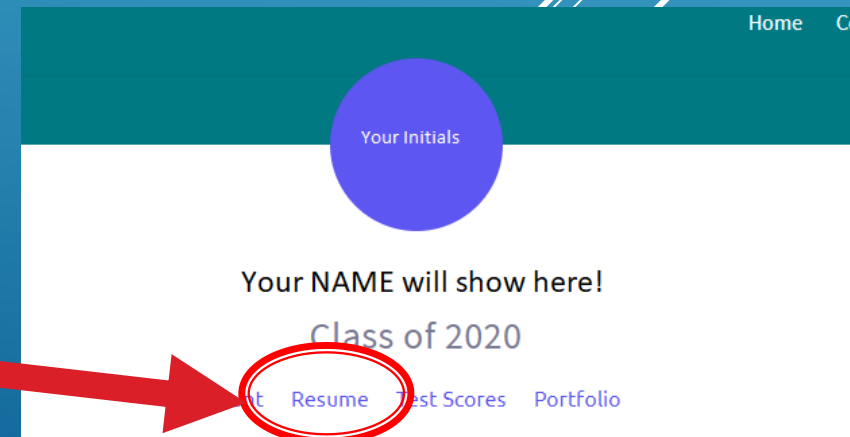 Home
Your Initials
Your NAME will show here!
Class of 2020
Resume Test Scores Portfolio